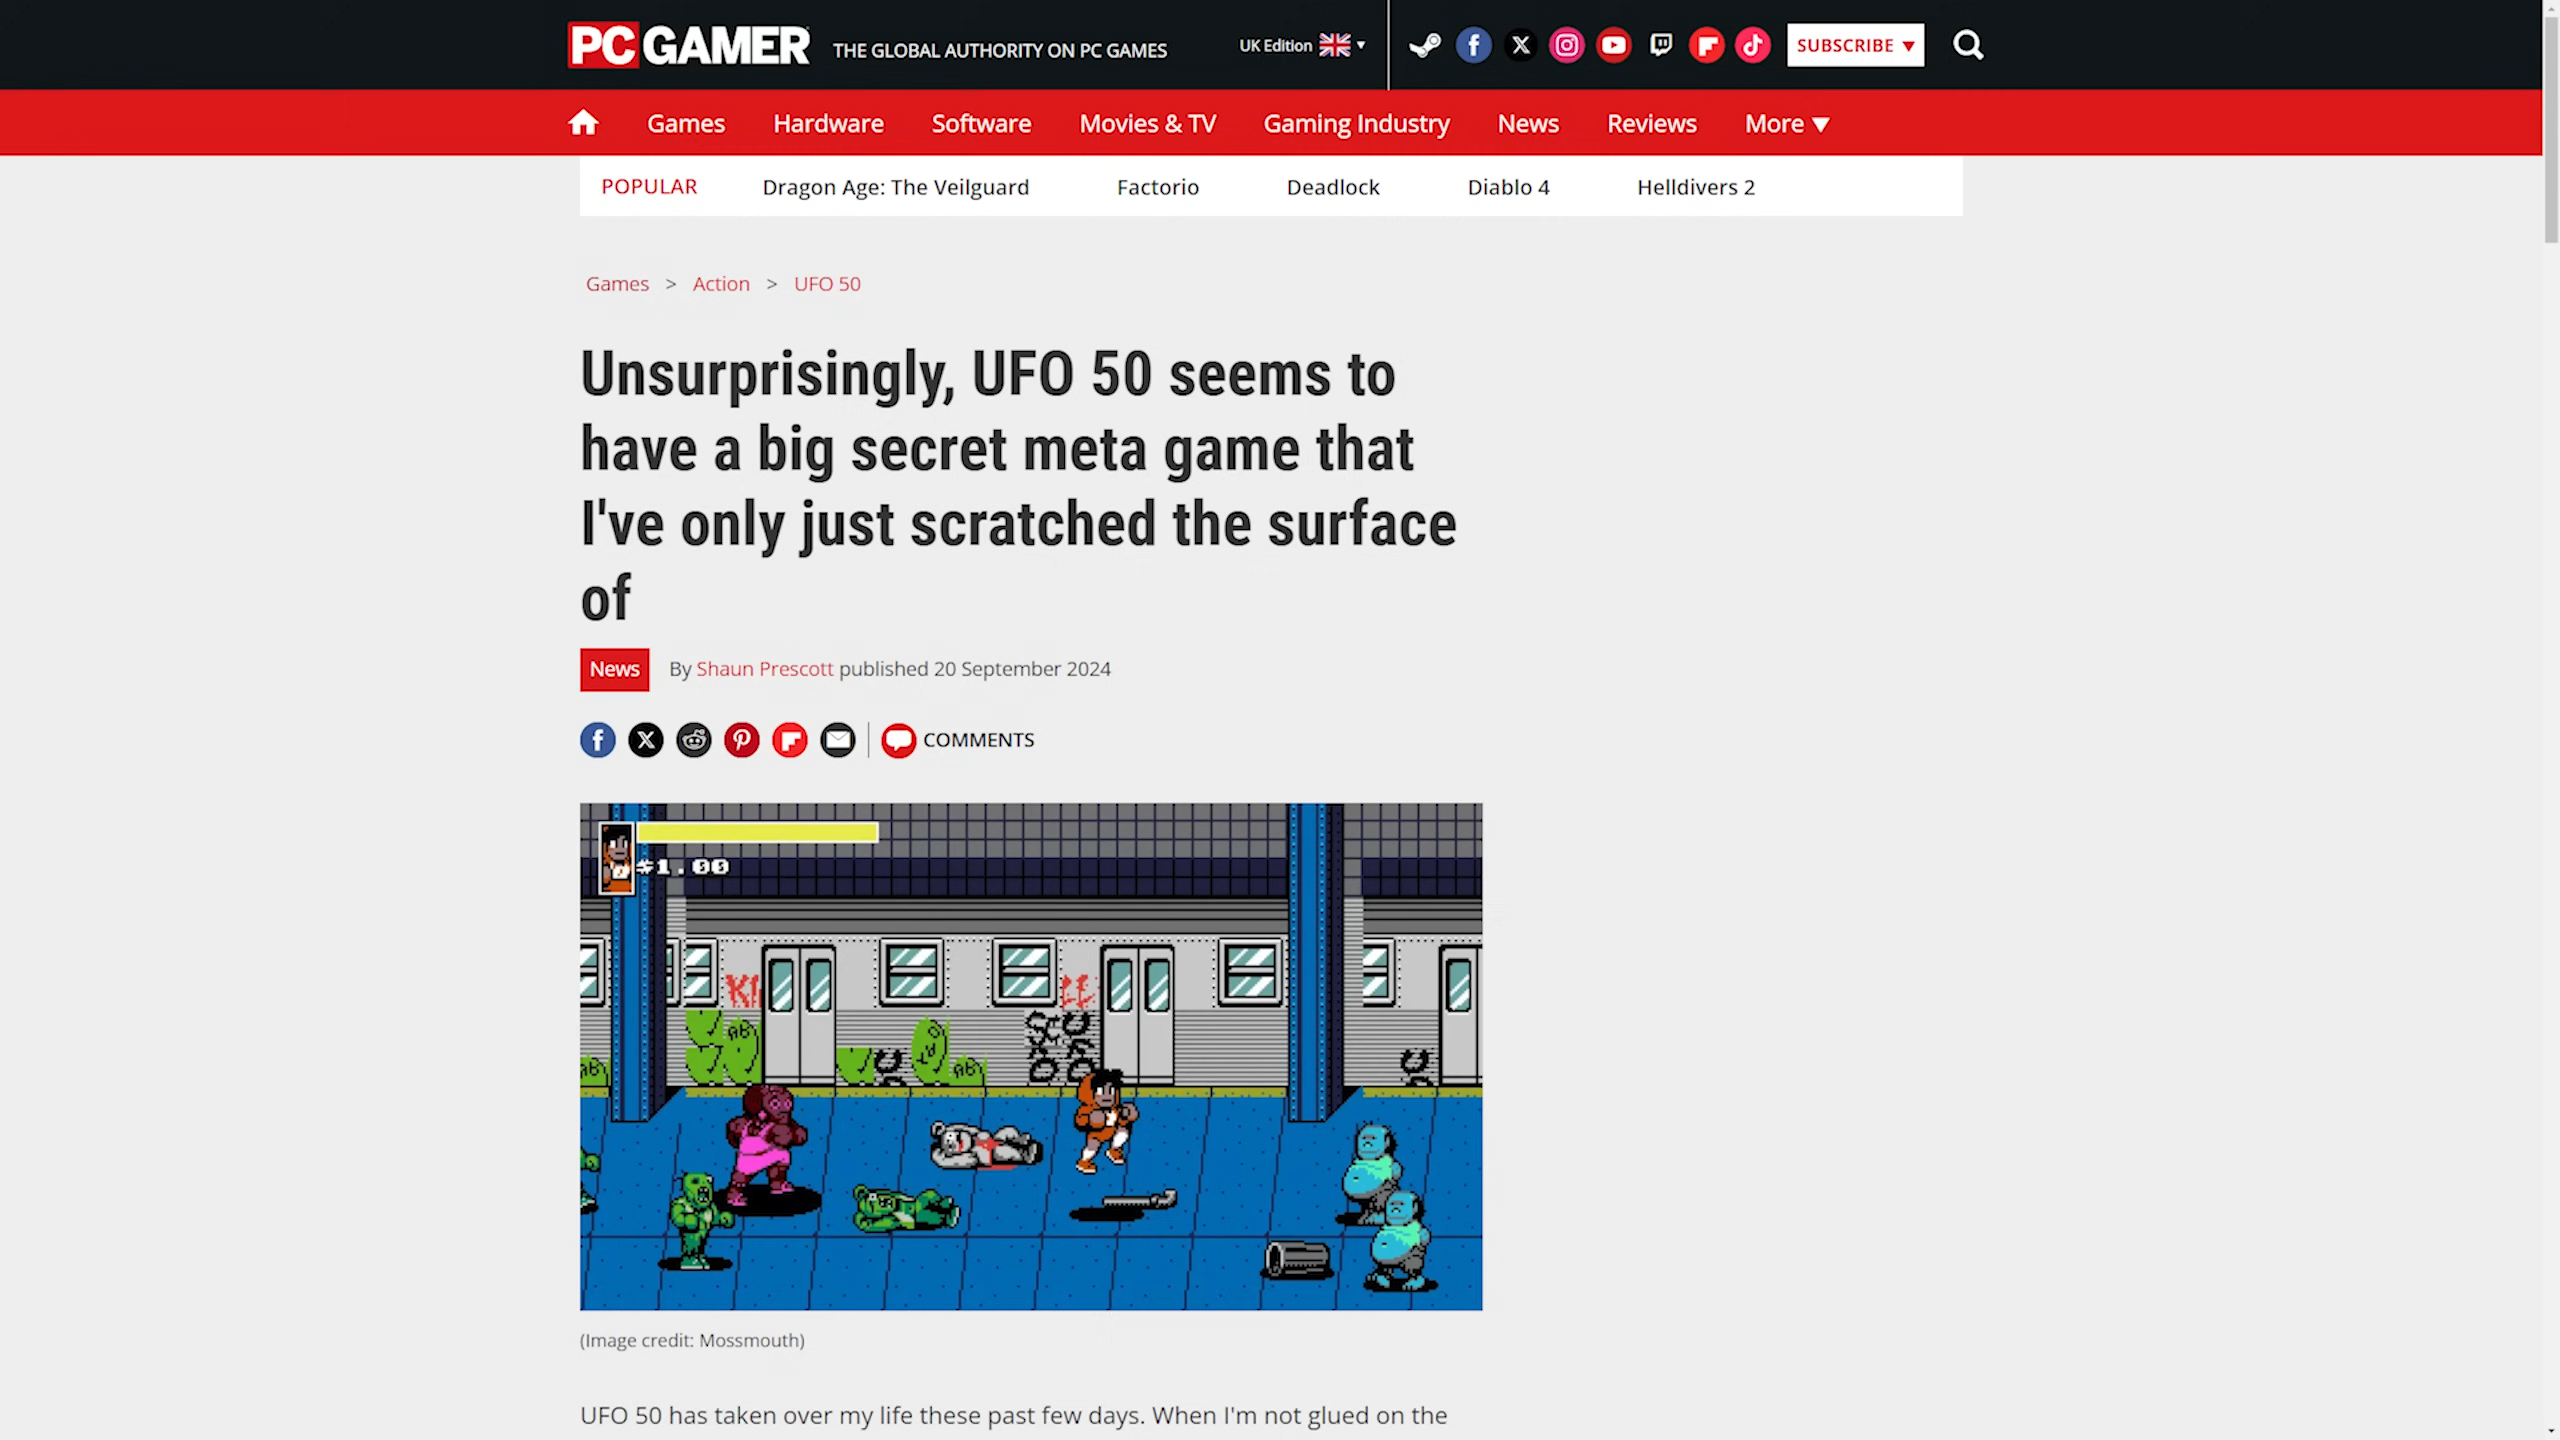 PC GAMER THE GLOBAL AUTHORITY ON PC GAMES UK Edition SUBSCRIBE
Games Hardware Software Movies & TV Gaming Industry News Reviews More
POPULAR Dragon Age: The Veilguard Factorio Deadlock Diablo 4 Helldivers 2
Games > Action > UFO 50
Unsurprisingly, UFO 50 seems to
have a big secret meta game that
I've only just scratched the surface
of
News By Shaun Prescott published 20 September 2024
COMMENTS
1.00
(Image credit: Mossmouth)
UFO 50 has taken over my life these past few days. When I'm not glued on the